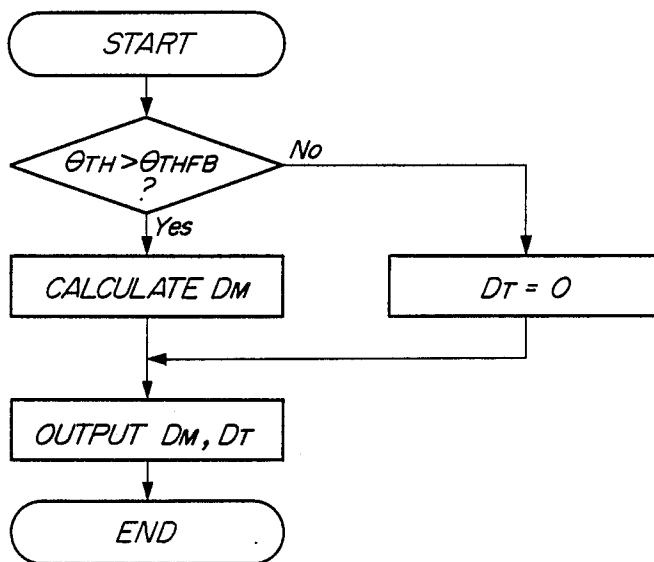 START
θTH>θTHFB
?
No
Yes
CALCULATE DM
DT = 0
OUTPUT DM, DT
END